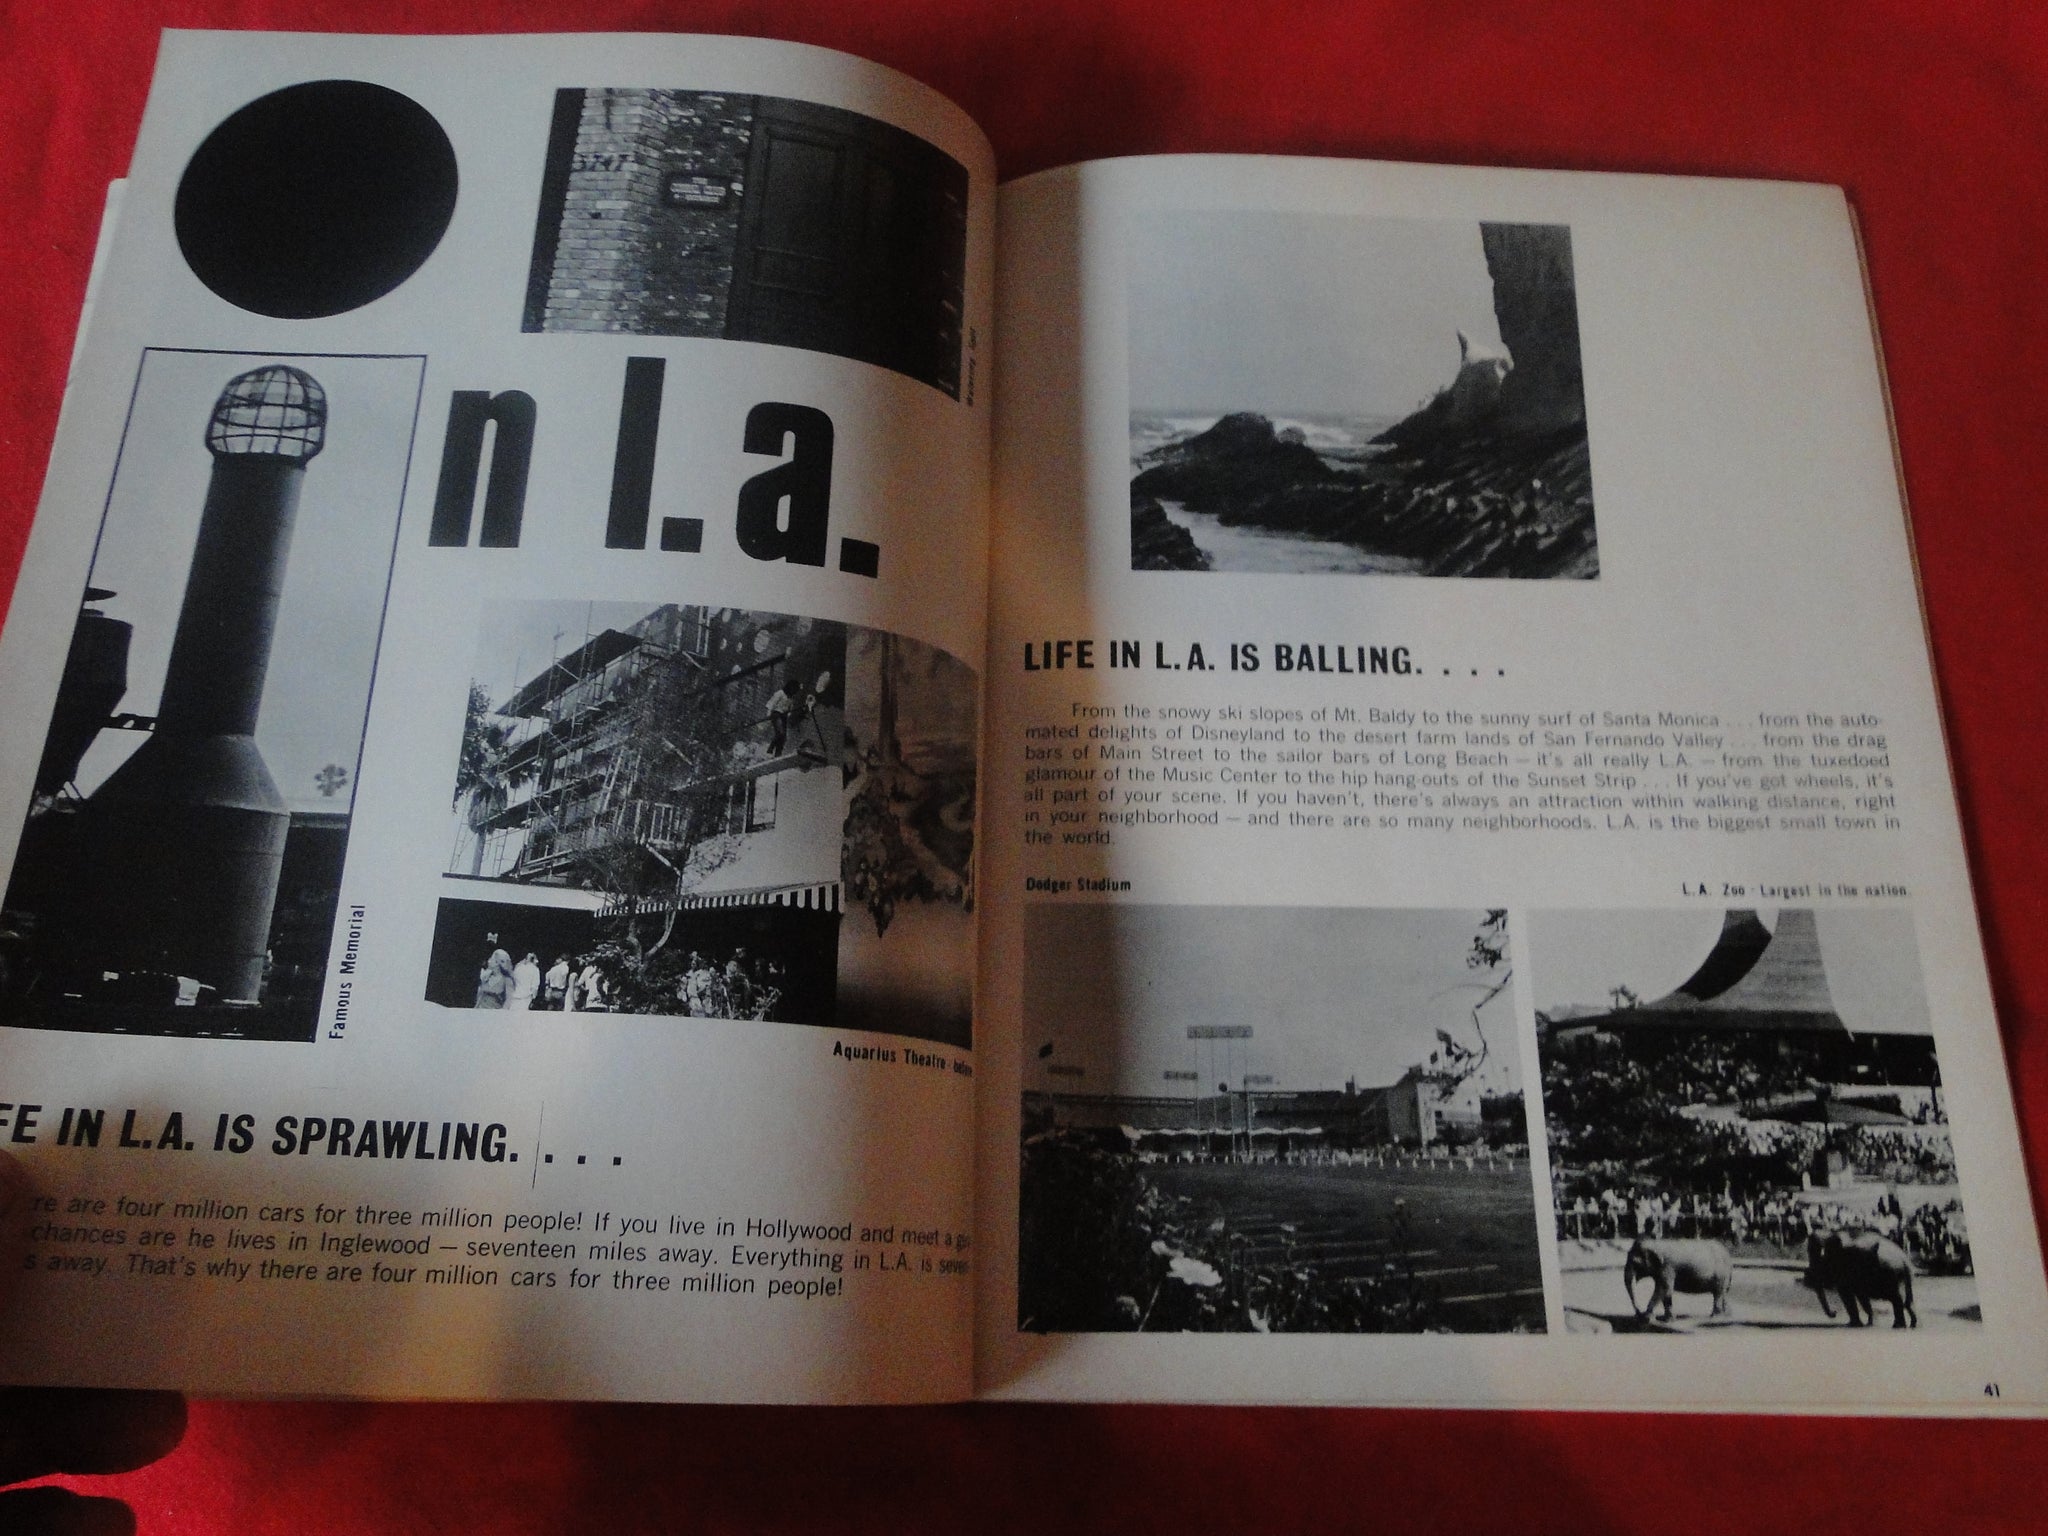 3747
n l.a.
Famous Memorial
Aquarius Theatre - before
FE IN L.A. IS SPRAWLING. . . .
re are four million cars for three million people! If you live in Hollywood and meet a
chances are he lives in Inglewood — seventeen miles away. Everything in L.A. is
s away. That's why there are four million cars for three million people!
LIFE IN L.A. IS BALLING. . . .
From the snowy ski slopes of Mt. Baldy to the sunny surf of Santa Monica . . . from the auto-
mated delights of Disneyland to the desert farm lands of San Fernando Valley . . . from the drag
bars of Main Street to the sailor bars of Long Beach — it's all really L.A. — from the tuxedoed
glamour of the Music Center to the hip hang-outs of the Sunset Strip . . . If you've got wheels, it's
all part of your scene. If you haven't, there's always an attraction within walking distance, right
in your neighborhood — and there are so many neighborhoods. L.A. is the biggest small town in
the world.
Dodger Stadium
L.A. Zoo - Largest in the nation.
41